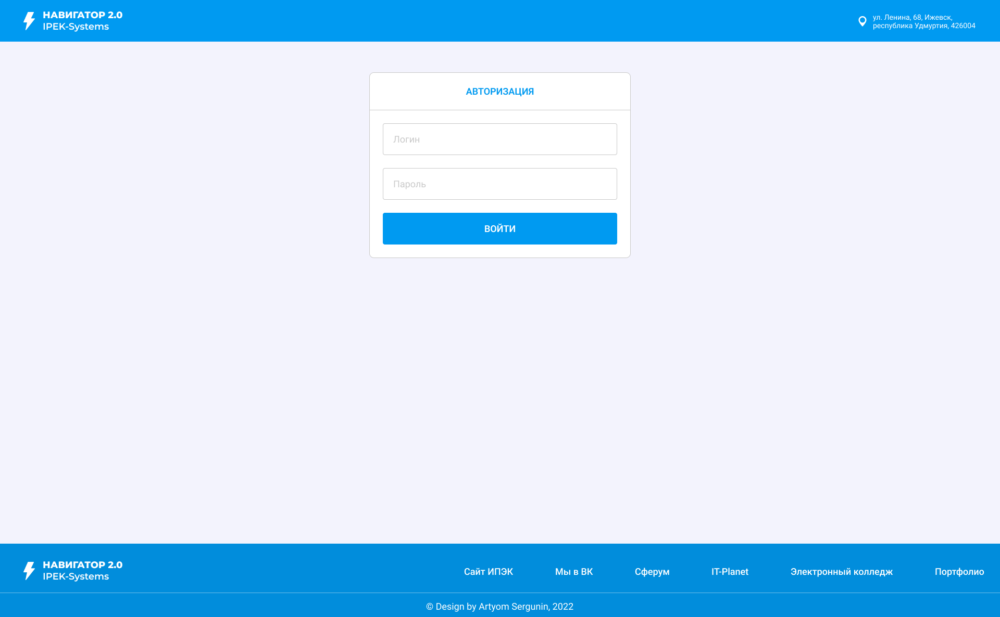 НАВИГАТОР 2.0
IPEK-Systems
ул. Ленина, 68, Ижевск,
республика Удмуртия, 426004
АВТОРИЗАЦИЯ
Логин
Пароль
ВОЙТИ
НАВИГАТОР 2.0
IPEK-Systems
Сайт ИПЭК
Мы в ВК
Сферум
IT-Planet
Электронный колледж
Портфолио
© Design by Artyom Sergunin, 2022